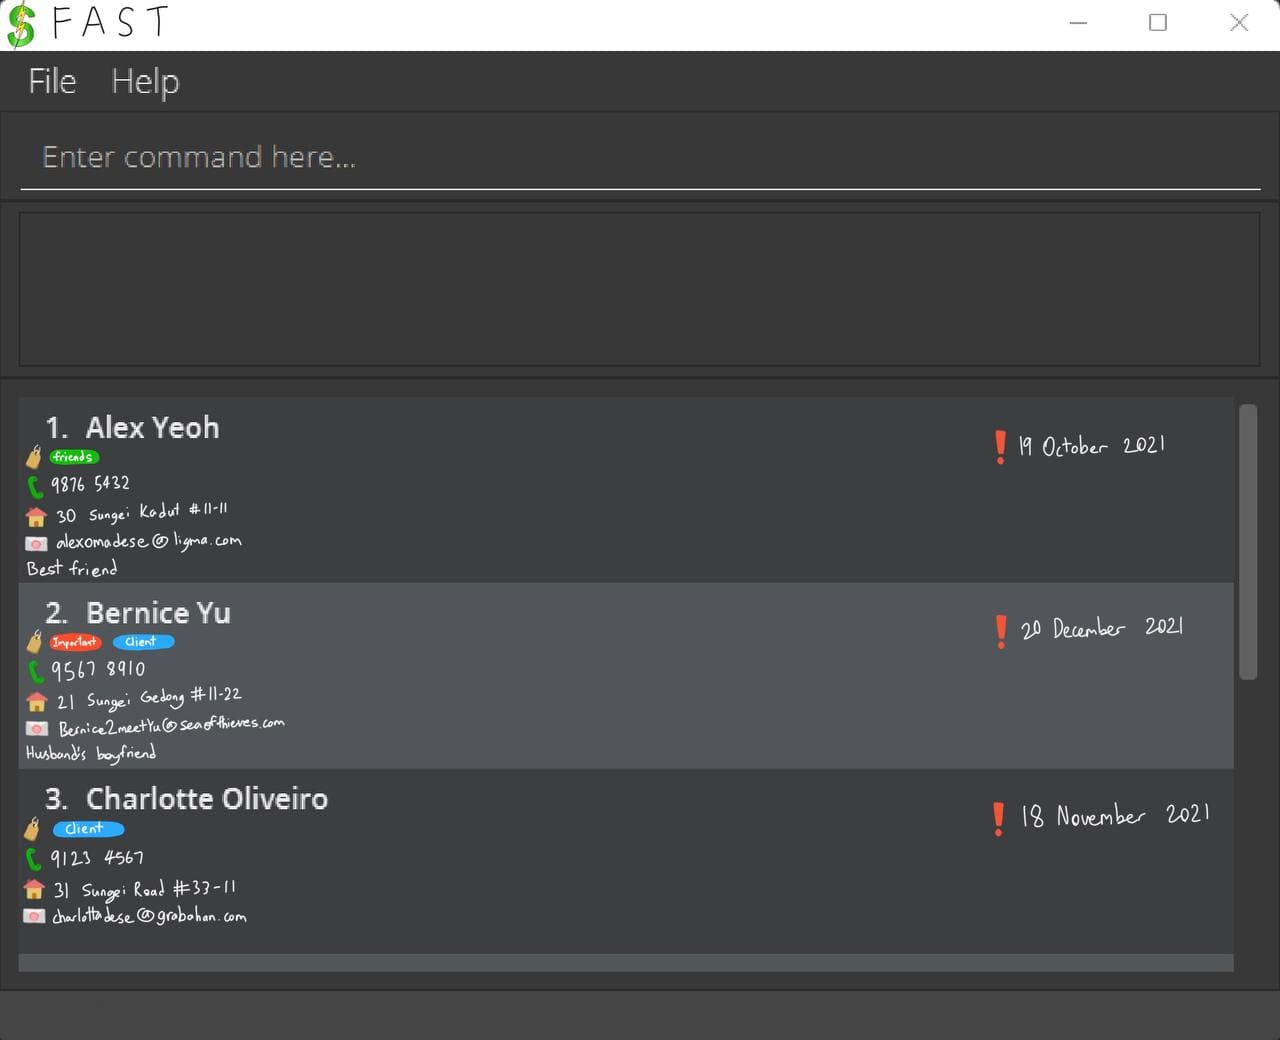 $ FAST
File Help
Enter command here...
1. Alex Yeoh
friends
19 October 2021
9876 5432
30 Sungei Kadut #11-11
alexomadese@ligma.com
Best friend
2. Bernice Yu
Important Client
20 December 2021
9567 8910
21 Sungei Gedong #11-22
Bernice2meetYu@seaofthieves.com
Husband's boyfriend
3. Charlotte Oliveiro
Client
18 November 2021
9123 4567
31 Sungei Road #33-11
charlottadese@grabahan.com